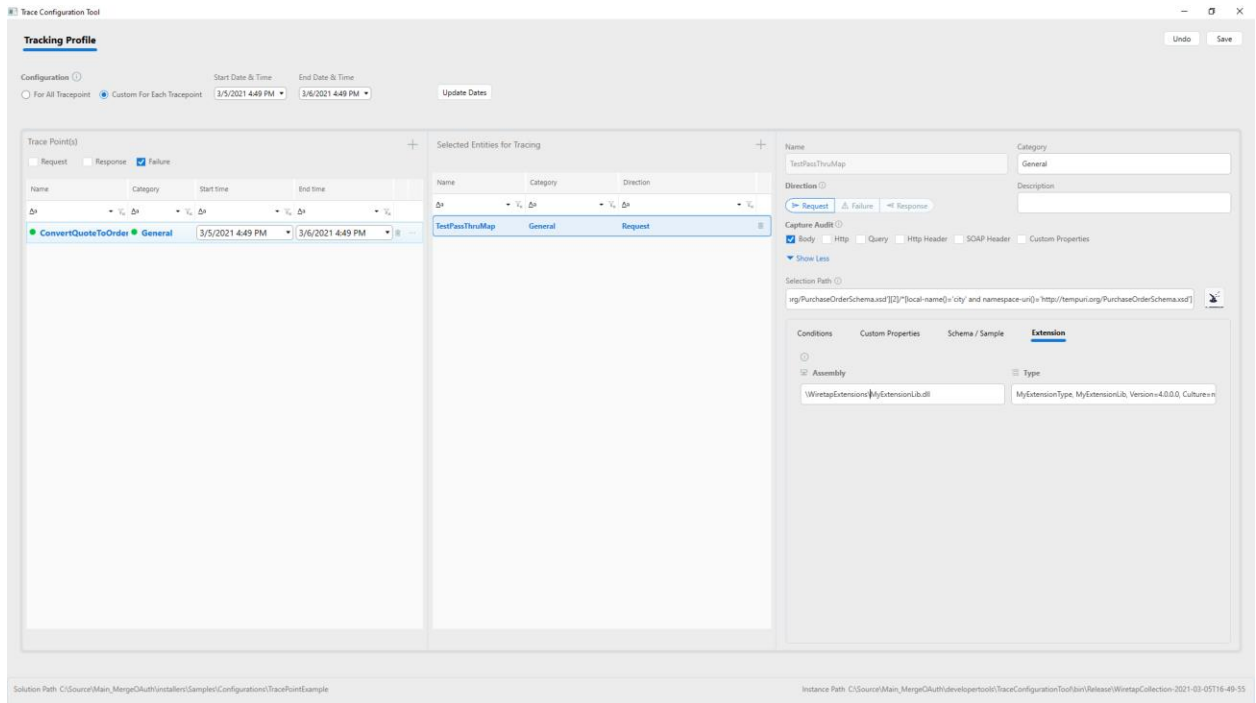 Trace Configuration Tool
Tracking Profile
Undo
Save
Configuration
For All Tracepoint
Custom For Each Tracepoint
Start Date & Time
3/5/2021 4:49 PM
End Date & Time
3/6/2021 4:49 PM
Update Dates
Trace Point(s)
Request
Response
Failure
Name
Category
Start time
End time
ConvertQuoteToOrder
General
3/5/2021 4:49 PM
3/6/2021 4:49 PM
Selected Entities for Tracing
Name
Category
Direction
TestPassThruMap
General
Request
Name
TestPassThruMap
Category
General
Direction
Request
Failure
Response
Description
Capture Audit
Body
Http
Query
Http Header
SOAP Header
Custom Properties
Show Less
Selection Path
org/PurchaseOrderSchema.xsd'][2]/*[local-name()='city' and namespace-uri()='http://tempuri.org/PurchaseOrderSchema.xsd']
Conditions
Custom Properties
Schema / Sample
Extension
Assembly
\WiretapExtensions\MyExtensionLib.dll
Type
MyExtensionType, MyExtensionLib, Version=4.0.0.0, Culture=n
Solution Path C:\Source\Main_MergeOAuth\installers\Samples\Configurations\TracePointExample
Instance Path C:\Source\Main_MergeOAuth\developertools\TraceConfigurationTool\bin\Release\WiretapCollection-2021-03-05T16-49-55